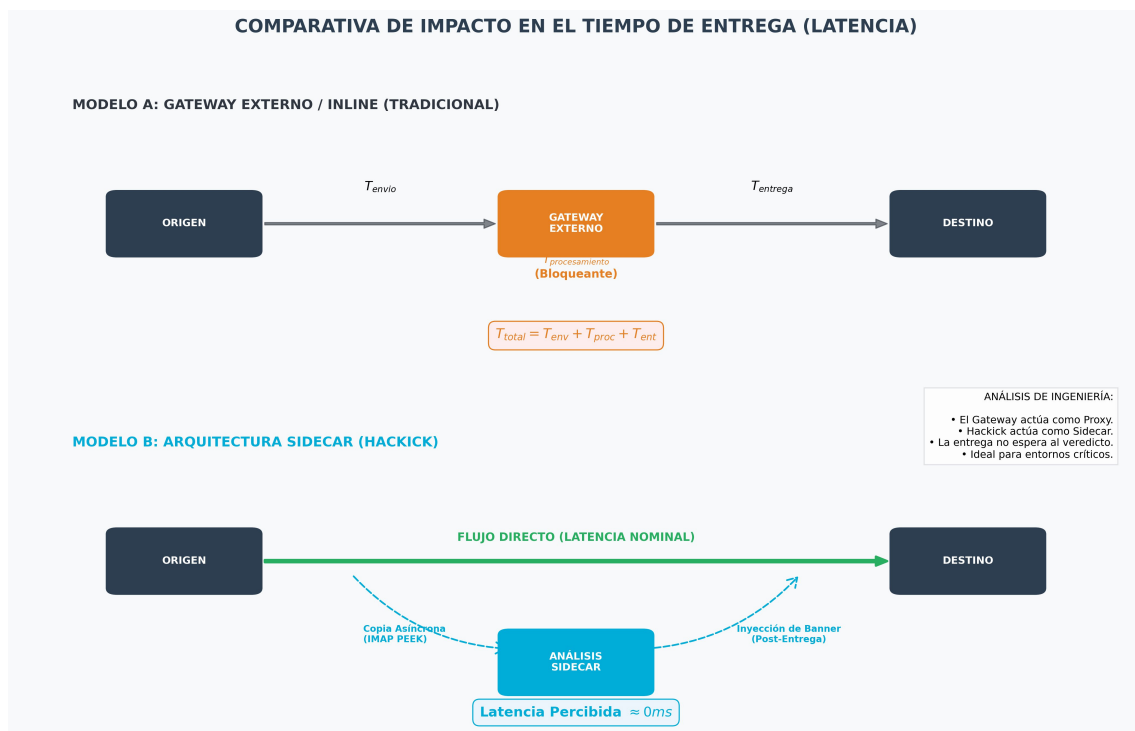 COMPARATIVA DE IMPACTO EN EL TIEMPO DE ENTREGA (LATENCIA)
MODELO A: GATEWAY EXTERNO / INLINE (TRADICIONAL)
T_envio
T_entrega
ORIGEN
GATEWAY
EXTERNO
DESTINO
T_procesamiento
(Bloqueante)
T_total = T_env + T_proc + T_ent
ANÁLISIS DE INGENIERÍA:
• El Gateway actúa como Proxy.
• Hackick actúa como Sidecar.
• La entrega no espera al veredicto.
• Ideal para entornos críticos.
MODELO B: ARQUITECTURA SIDECAR (HACKICK)
FLUJO DIRECTO (LATENCIA NOMINAL)
ORIGEN
DESTINO
Copia Asíncrona
(IMAP PEEK)
Inyección de Banner
(Post-Entrega)
ANÁLISIS
SIDECAR
Latencia Percibida ≈ 0ms